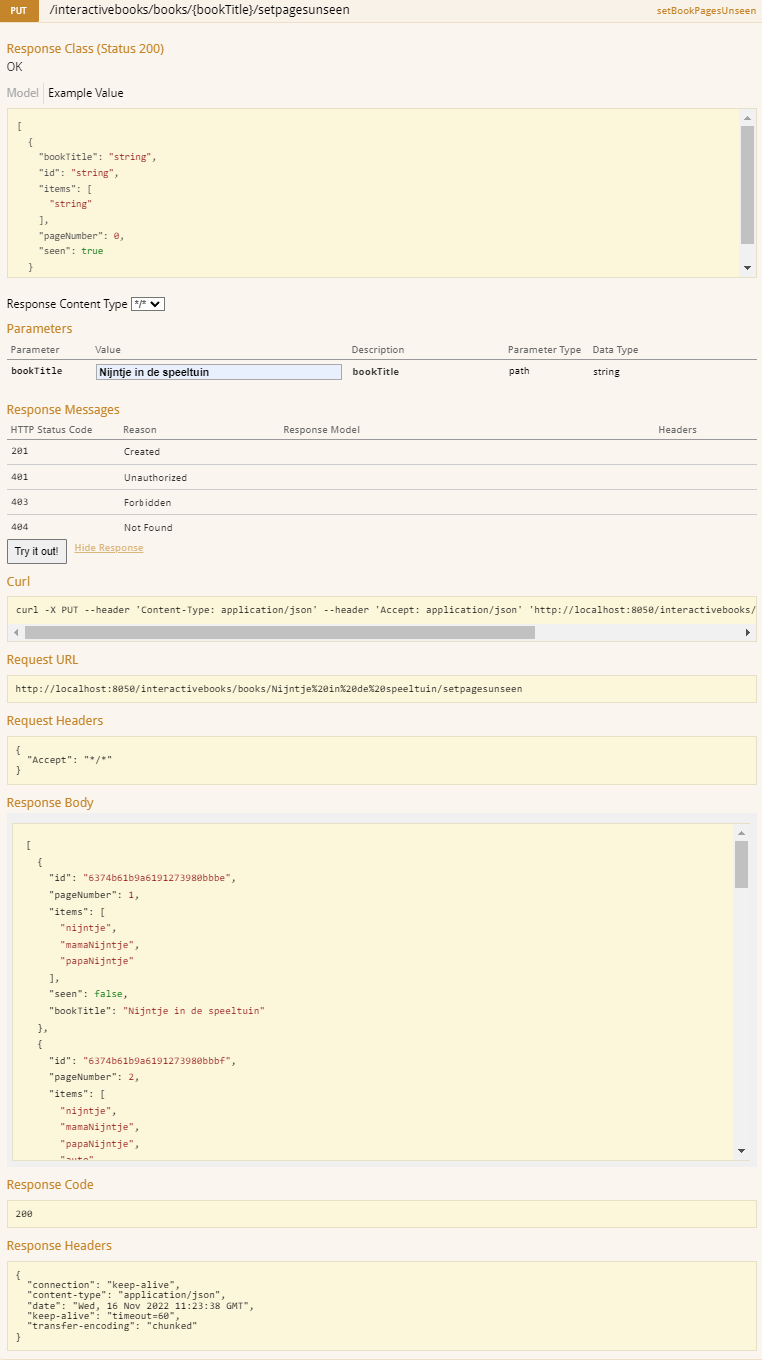 PUT /interactivebooks/books/{bookTitle}/setpagesunseen setBookPagesUnseen
Response Class (Status 200)
OK
Model Example Value
[
{
"bookTitle": "string",
"id": "string",
"items": [
"string"
],
"pageNumber": 0,
"seen": true
}
Response Content Type */*
Parameters
Parameter Value Description Parameter Type Data Type
bookTitle Nijntje in de speeltuin bookTitle path string
Response Messages
HTTP Status Code Reason Response Model Headers
201 Created
401 Unauthorized
403 Forbidden
404 Not Found
Try it out! Hide Response
Curl
curl -X PUT --header 'Content-Type: application/json' --header 'Accept: application/json' 'http://localhost:8050/interactivebooks/
Request URL
http://localhost:8050/interactivebooks/books/Nijntje%20in%20de%20speeltuin/setpagesunseen
Request Headers
{
"Accept": "*/*"
}
Response Body
[
{
"id": "6374b61b9a6191273980bbbe",
"pageNumber": 1,
"items": [
"nijntje",
"mamaNijntje",
"papaNijntje"
],
"seen": false,
"bookTitle": "Nijntje in de speeltuin"
},
{
"id": "6374b61b9a6191273980bbbf",
"pageNumber": 2,
"items": [
"nijntje",
"mamaNijntje",
"papaNijntje",
Response Code
200
Response Headers
{
"connection": "keep-alive",
"content-type": "application/json",
"date": "Wed, 16 Nov 2022 11:23:38 GMT",
"keep-alive": "timeout=60",
"transfer-encoding": "chunked"
}